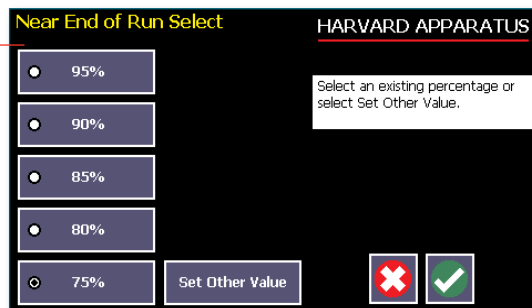 Near End of Run Select
HARVARD APPARATUS
95%
Select an existing percentage or
select Set Other Value.
90%
85%
80%
75%
Set Other Value